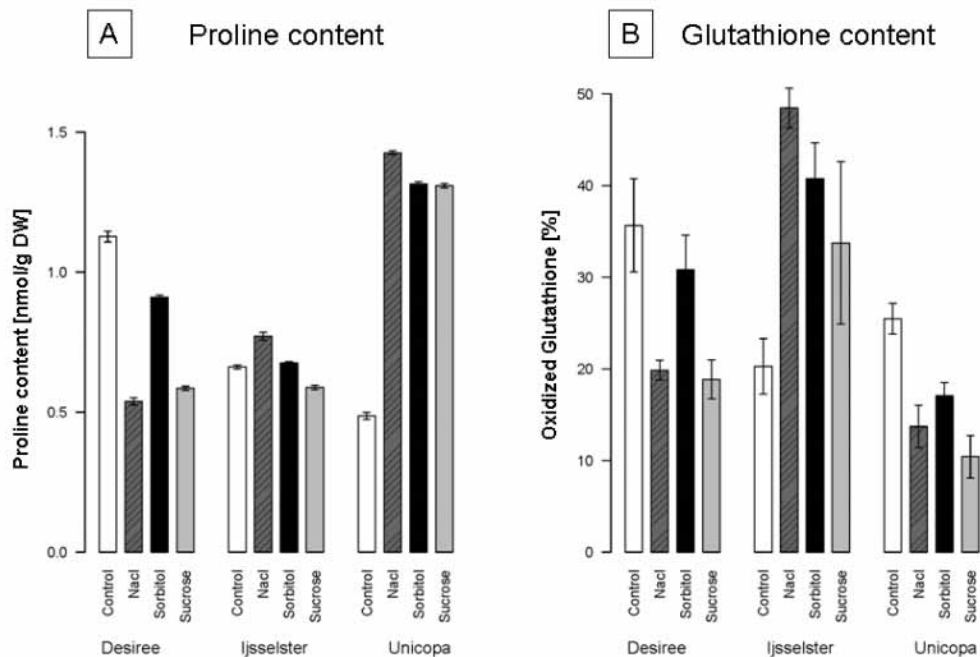 A Proline content
Proline content [nmol/g DW]
1.5
1.0
0.5
0.0
Control Nacl Sorbitol Sucrose Control Nacl Sorbitol Sucrose Control Nacl Sorbitol Sucrose
Desiree Ijsselster Unicopa
B Glutathione content
Oxidized Glutathione [%]
50
40
30
20
10
0
Control Nacl Sorbitol Sucrose Control Nacl Sorbitol Sucrose Control Nacl Sorbitol Sucrose
Desiree Ijsselster Unicopa